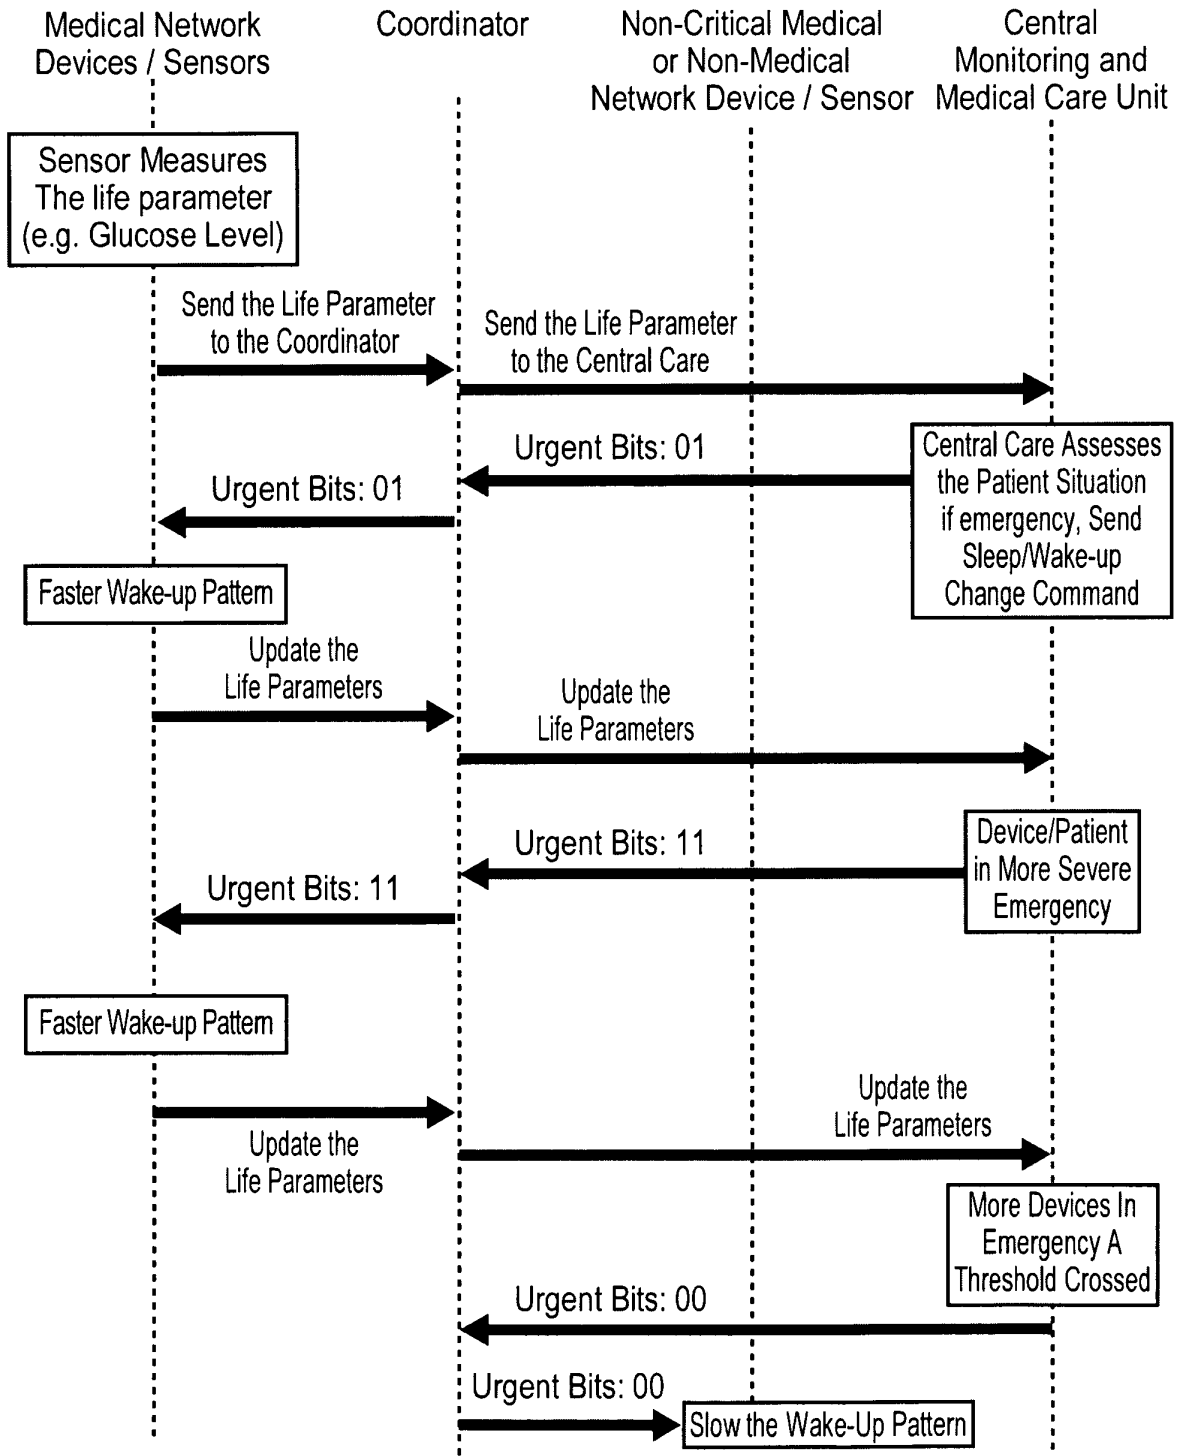 Medical Network
Devices / Sensors
Coordinator
Non-Critical Medical
or Non-Medical
Network Device / Sensor
Central
Monitoring and
Medical Care Unit
Sensor Measures
The life parameter
(e.g. Glucose Level)
Send the Life Parameter
to the Coordinator
Send the Life Parameter
to the Central Care
Urgent Bits: 01
Central Care Assesses
the Patient Situation
if emergency, Send
Sleep/Wake-up
Change Command
Urgent Bits: 01
Faster Wake-up Pattern
Update the
Life Parameters
Update the
Life Parameters
Device/Patient
in More Severe
Emergency
Urgent Bits: 11
Urgent Bits: 11
Faster Wake-up Pattern
Update the
Life Parameters
Update the
Life Parameters
More Devices In
Emergency A
Threshold Crossed
Urgent Bits: 00
Urgent Bits: 00
Slow the Wake-Up Pattern